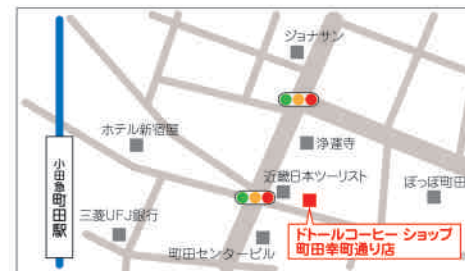 ジョナサン
ホテル新宿屋
浄運寺
小田急町田駅
近畿日本ツーリスト
ぽっぽ町田
三菱UFJ銀行
町田センタービル
ドトールコーヒー ショップ
町田幸町通り店